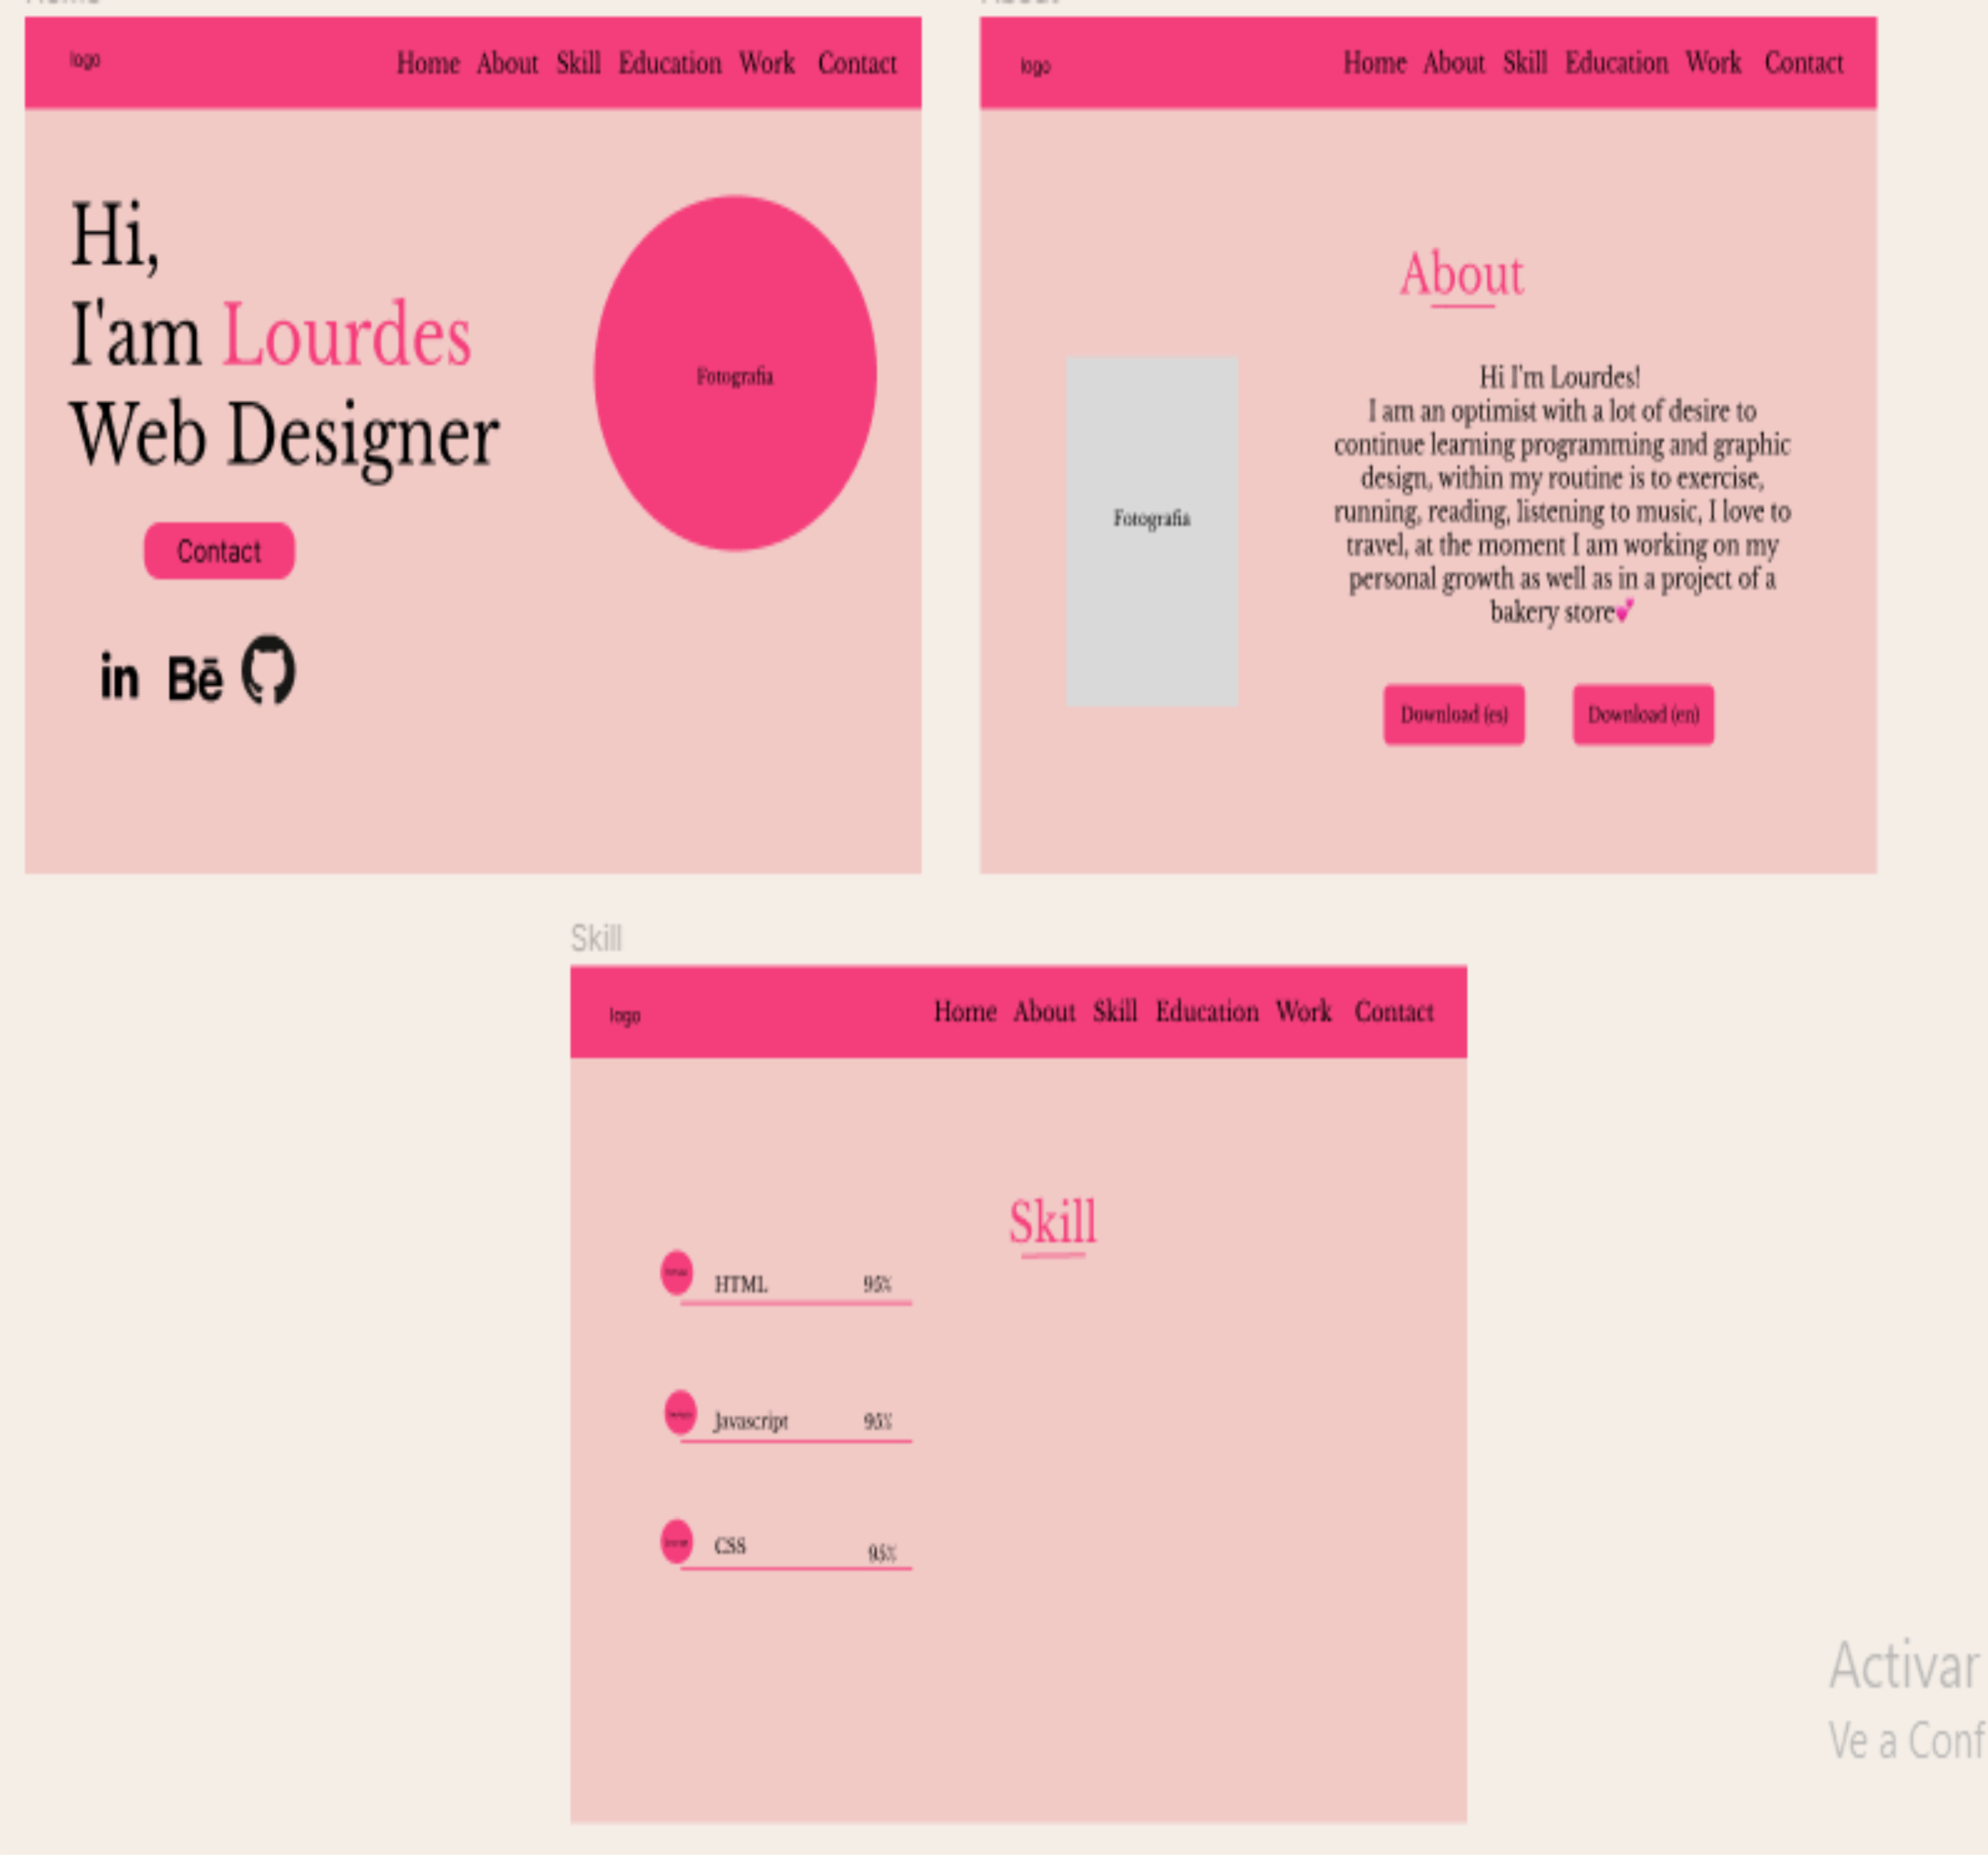 logo
Home About Skill Education Work Contact
Hi,
I'am Lourdes
Web Designer
Fotografia
Contact
in Bē
logo
Home About Skill Education Work Contact
About
Fotografia
Hi I'm Lourdes!
I am an optimist with a lot of desire to
continue learning programming and graphic
design, within my routine is to exercise,
running, reading, listening to music, I love to
travel, at the moment I am working on my
personal growth as well as in a project of a
bakery store💕
Download (es) Download (en)
Skill
logo
Home About Skill Education Work Contact
Skill
HTML 95%
Javascript 95%
CSS 95%
Activar
Ve a Conf